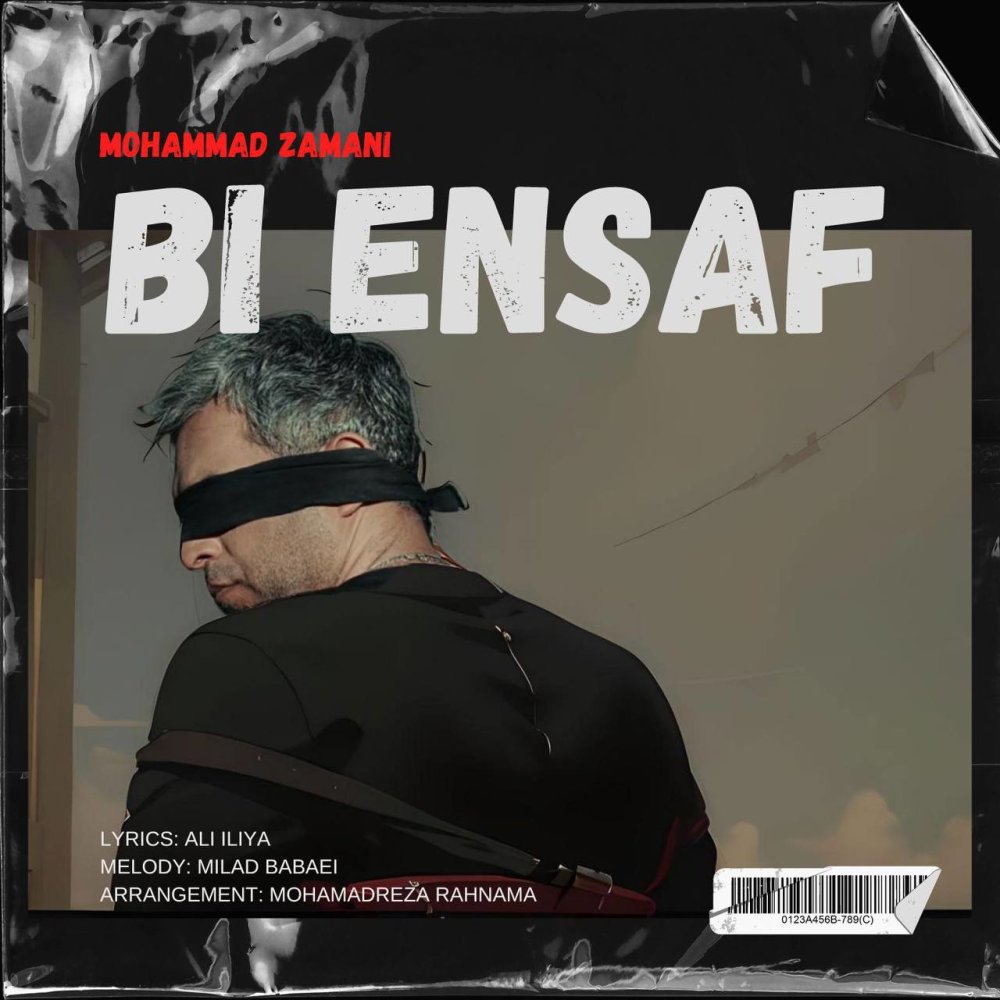 MOHAMMAD ZAMANI
BI ENSAF
LYRICS: ALI ILIYA
MELODY: MILAD BABAEI
ARRANGEMENT: MOHAMADREZA RAHNAMA
0123A456B-789(C)